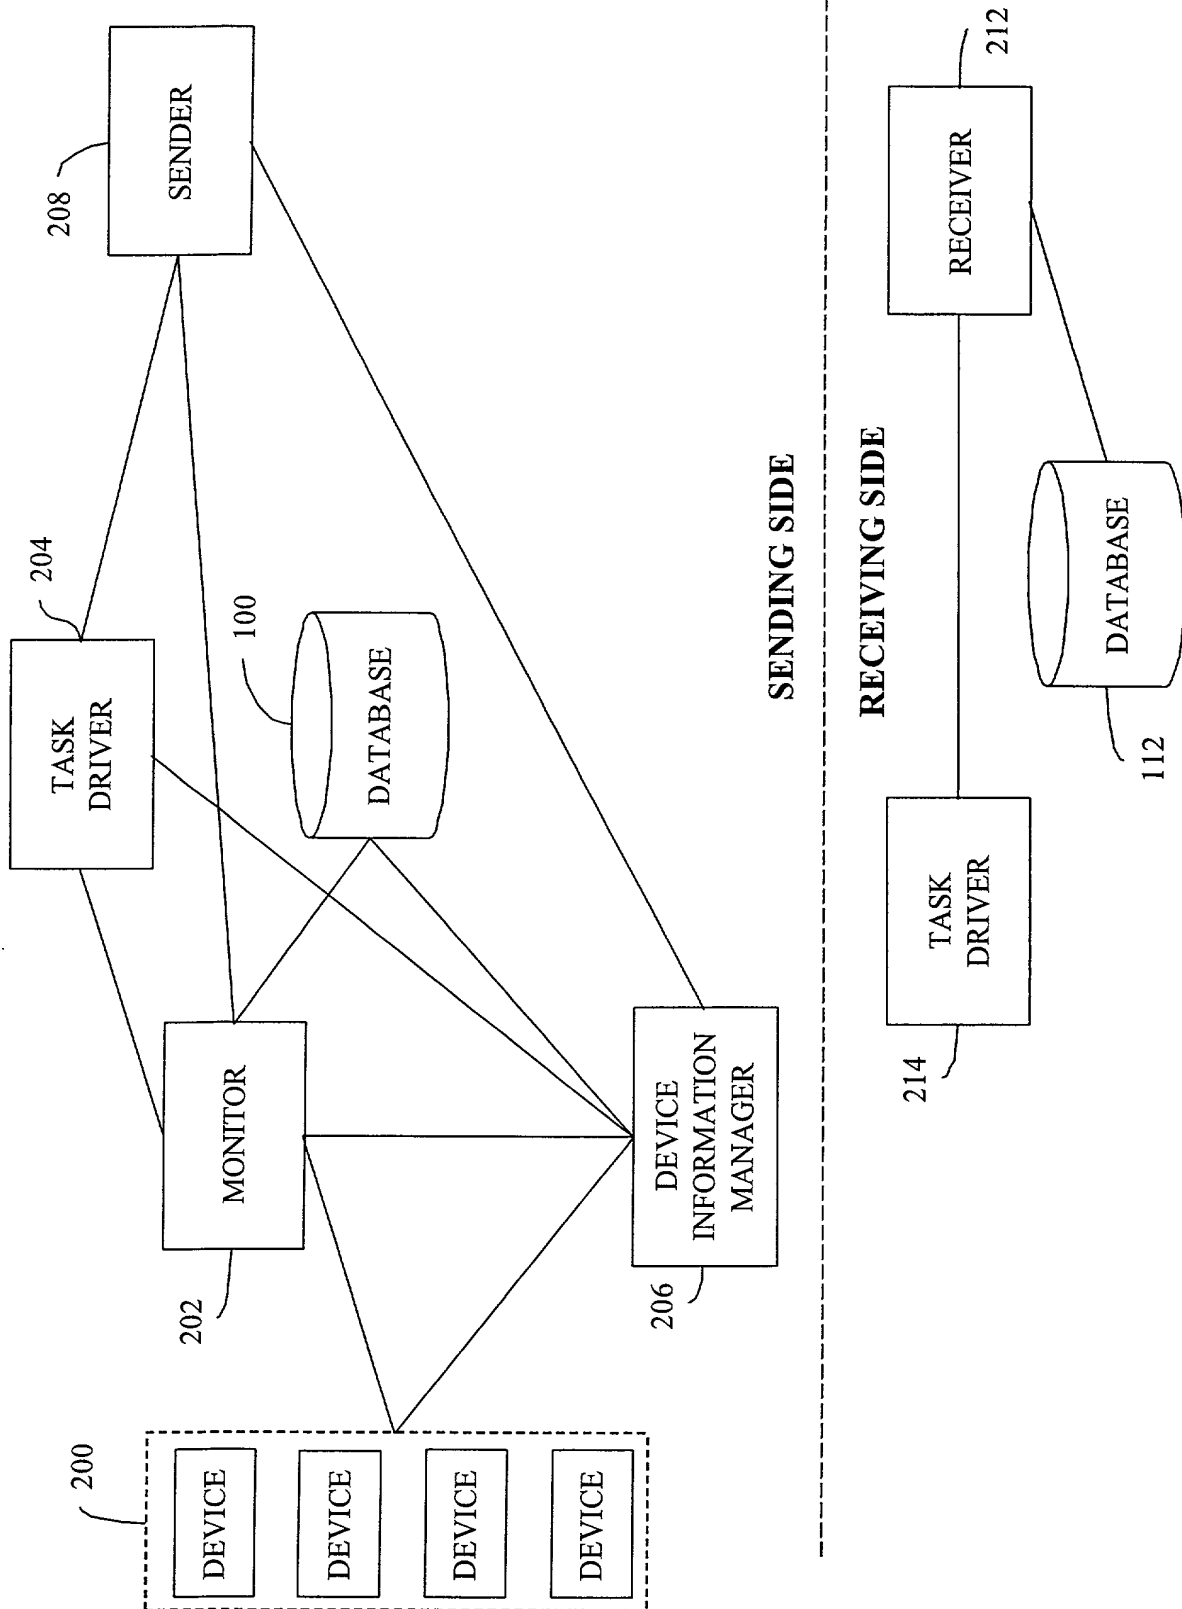 204
TASK
DRIVER
208
SENDER
100
DATABASE
202
MONITOR
200
DEVICE
DEVICE
DEVICE
DEVICE
206
DEVICE
INFORMATION
MANAGER
SENDING SIDE
RECEIVING SIDE
214
TASK
DRIVER
212
RECEIVER
112
DATABASE